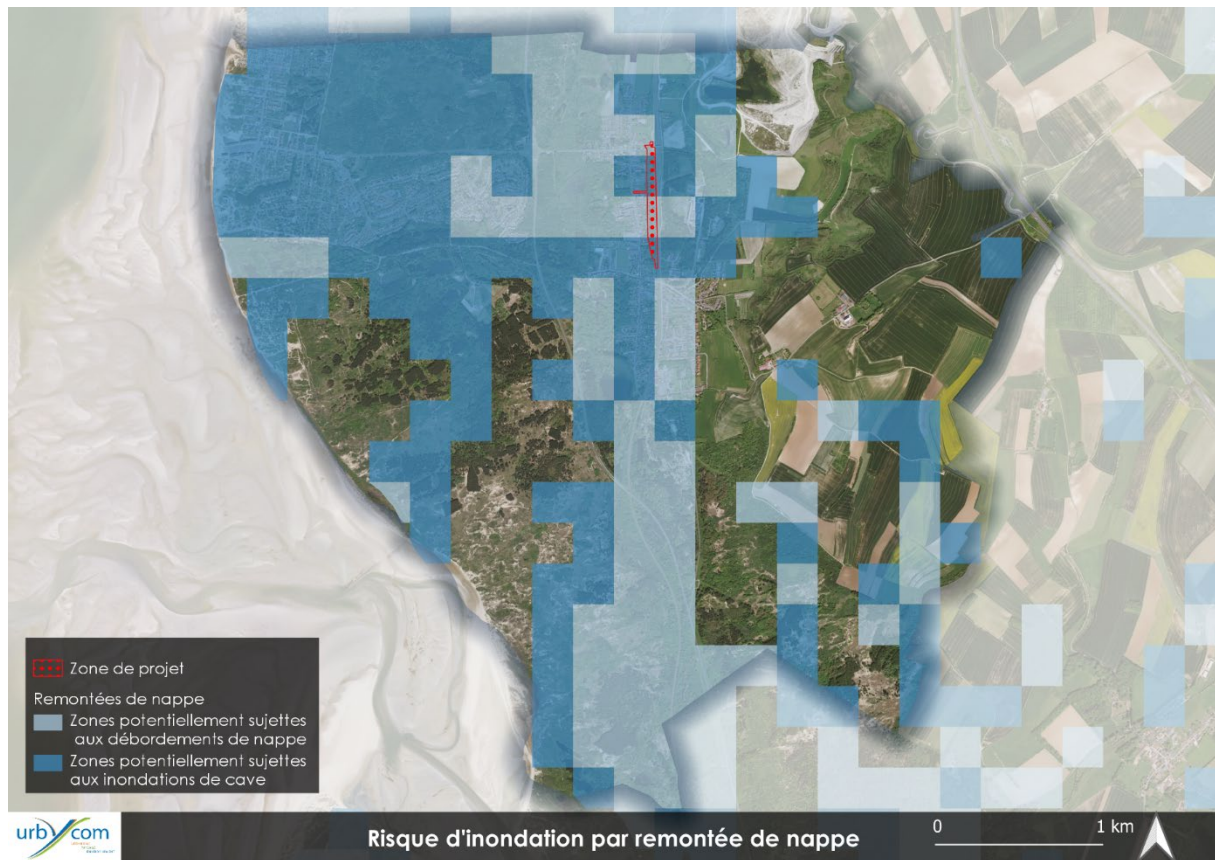 Zone de projet
Remontées de nappe
Zones potentiellement sujettes
aux débordements de nappe
Zones potentiellement sujettes
aux inondations de cave
urbycom
Risque d'inondation par remontée de nappe
0
1 km